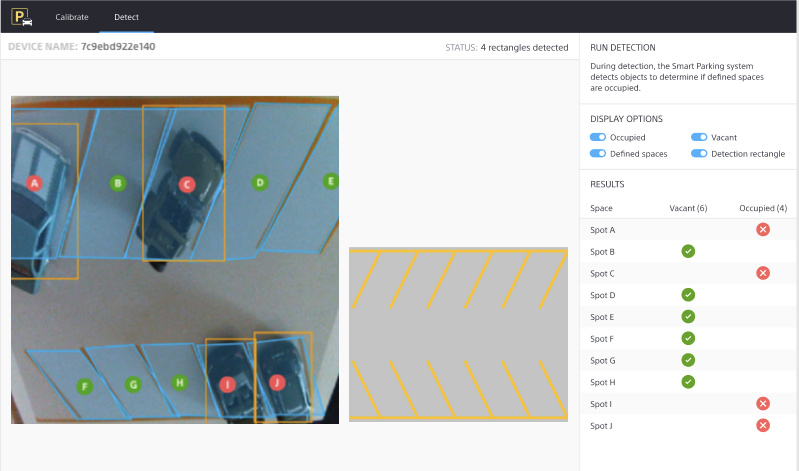 P
Calibrate Detect
DEVICE NAME: 7c9ebd922e140
STATUS: 4 rectangles detected
A
B
C
D
E
F
G
H
I
J
RUN DETECTION
During detection, the Smart Parking system
detects objects to determine if defined spaces
are occupied.
DISPLAY OPTIONS
Occupied Vacant
Defined spaces Detection rectangle
RESULTS
Space Vacant (6) Occupied (4)
Spot A
Spot B
Spot C
Spot D
Spot E
Spot F
Spot G
Spot H
Spot I
Spot J